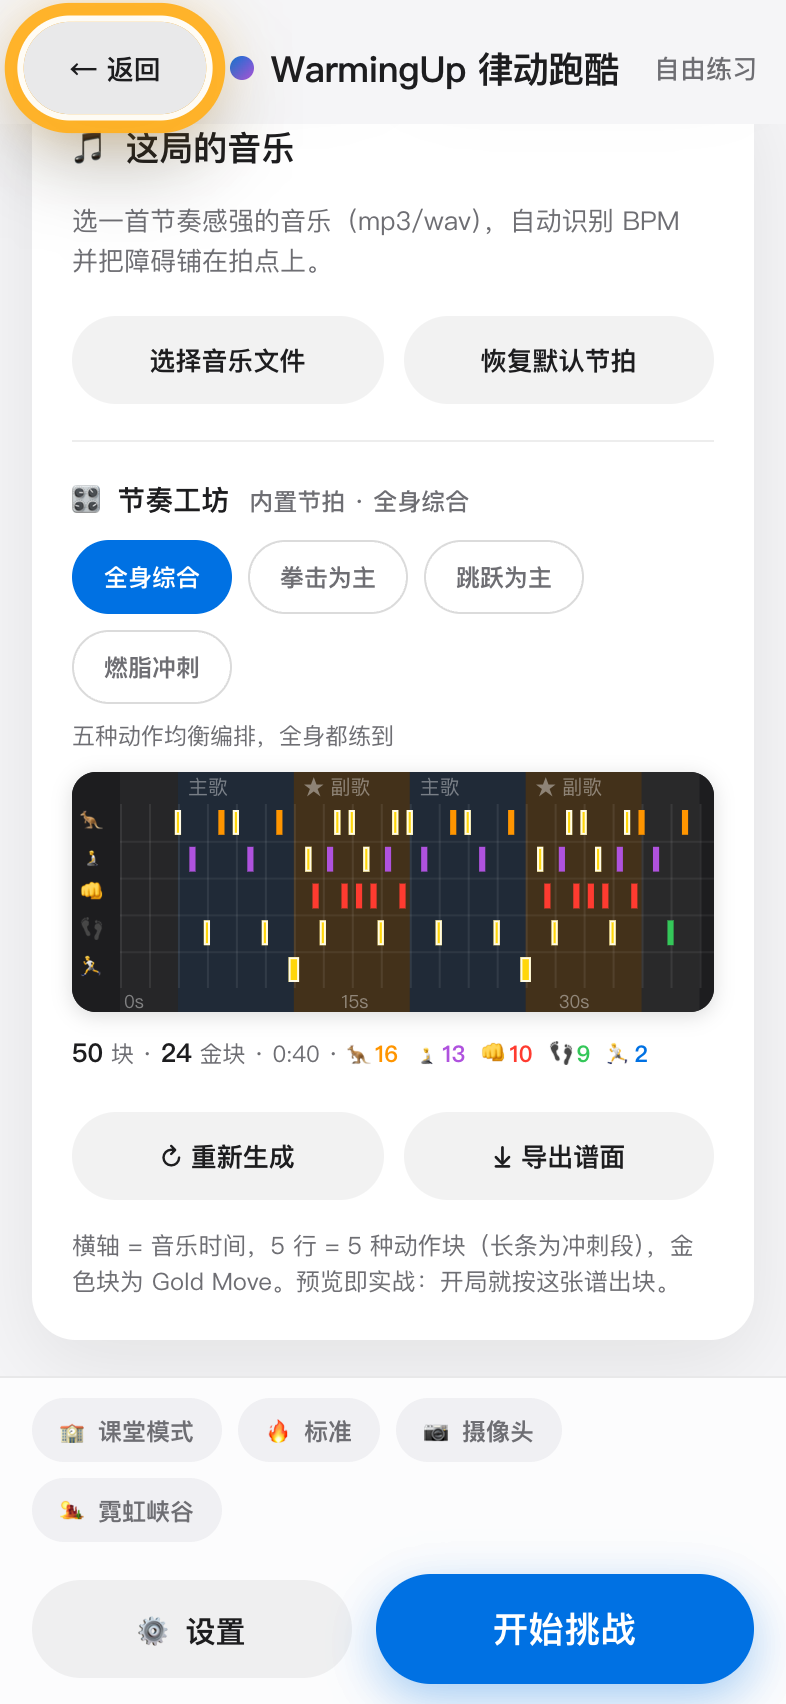 ← 返回
WarmingUp 律动跑酷
自由练习
这局的音乐
选一首节奏感强的音乐（mp3/wav），自动识别 BPM
并把障碍铺在拍点上。
选择音乐文件
恢复默认节拍
节奏工坊
内置节拍 · 全身综合
全身综合
拳击为主
跳跃为主
燃脂冲刺
五种动作均衡编排，全身都练到
主歌
★ 副歌
主歌
★ 副歌
0s
15s
30s
50 块 · 24 金块 · 0:40 · 16 13 10 9 2
↻ 重新生成
↓ 导出谱面
横轴 = 音乐时间，5 行 = 5 种动作块（长条为冲刺段），金
色块为 Gold Move。预览即实战：开局就按这张谱出块。
课堂模式
标准
摄像头
霓虹峡谷
设置
开始挑战